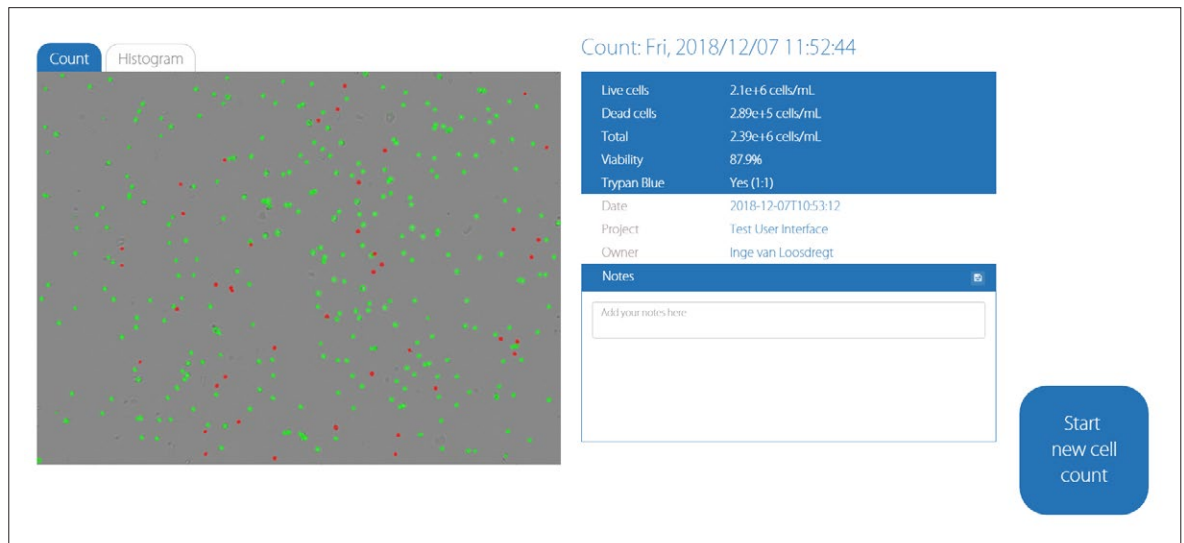 Count Histogram
Count: Fri, 2018/12/07 11:52:44
Live cells 2.1e+6 cells/mL
Dead cells 2.89e+5 cells/mL
Total 2.39e+6 cells/mL
Viability 87.9%
Trypan Blue Yes (1:1)
Date 2018-12-07T10:53:12
Project Test User Interface
Owner Inge van Loosdregt
Notes
Add your notes here
Start
new cell
count